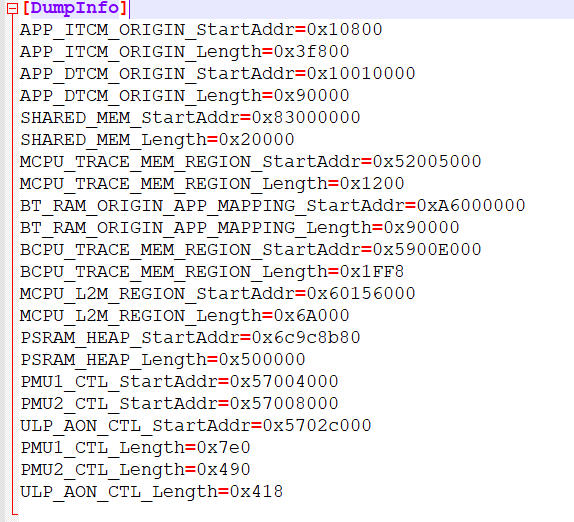 [DumpInfo]
APP_ITCM_ORIGIN_StartAddr=0x10800
APP_ITCM_ORIGIN_Length=0x3f800
APP_DTCM_ORIGIN_StartAddr=0x10010000
APP_DTCM_ORIGIN_Length=0x90000
SHARED_MEM_StartAddr=0x83000000
SHARED_MEM_Length=0x20000
MCPU_TRACE_MEM_REGION_StartAddr=0x52005000
MCPU_TRACE_MEM_REGION_Length=0x1200
BT_RAM_ORIGIN_APP_MAPPING_StartAddr=0xA6000000
BT_RAM_ORIGIN_APP_MAPPING_Length=0x90000
BCPU_TRACE_MEM_REGION_StartAddr=0x5900E000
BCPU_TRACE_MEM_REGION_Length=0x1FF8
MCPU_L2M_REGION_StartAddr=0x60156000
MCPU_L2M_REGION_Length=0x6A000
PSRAM_HEAP_StartAddr=0x6c9c8b80
PSRAM_HEAP_Length=0x500000
PMU1_CTL_StartAddr=0x57004000
PMU2_CTL_StartAddr=0x57008000
ULP_AON_CTL_StartAddr=0x5702c000
PMU1_CTL_Length=0x7e0
PMU2_CTL_Length=0x490
ULP_AON_CTL_Length=0x418